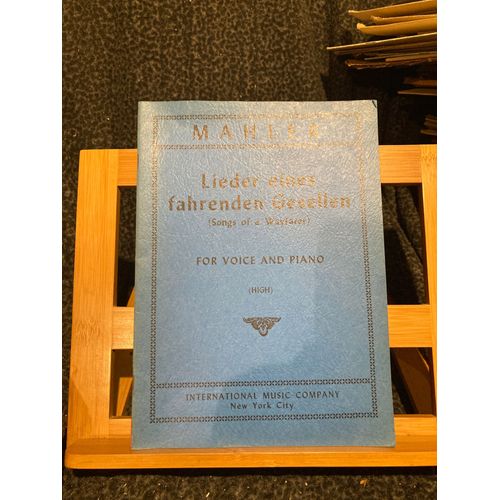 MAHLER
Lieder eines
fahrenden Gesellen
(Songs of a Wayfarer)
FOR VOICE AND PIANO
(HIGH)
INTERNATIONAL MUSIC COMPANY
New York City